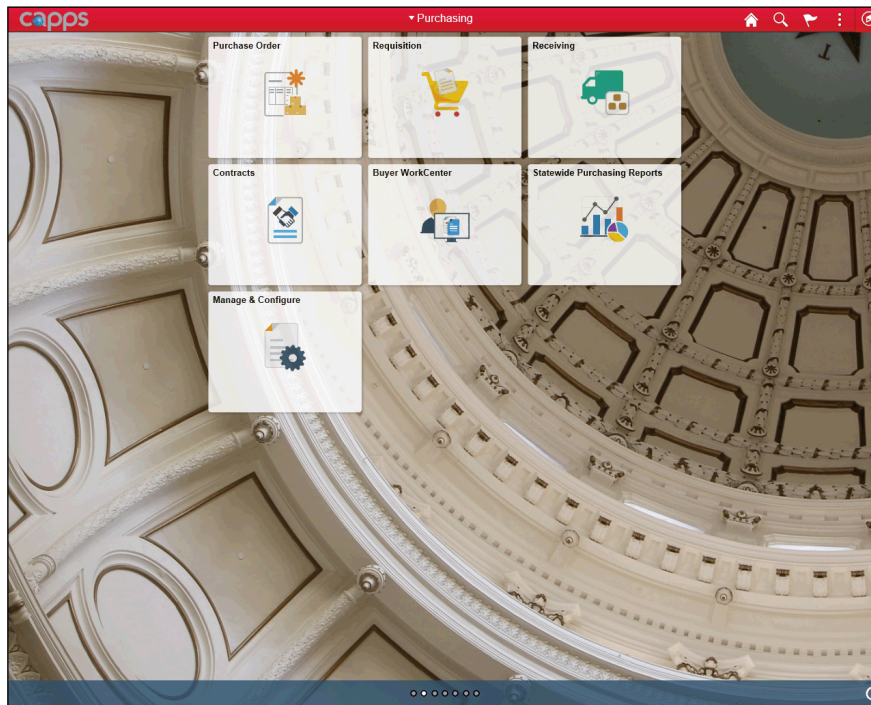 capps
Purchasing
Purchase Order
Requisition
Receiving
Contracts
Buyer WorkCenter
Statewide Purchasing Reports
Manage & Configure